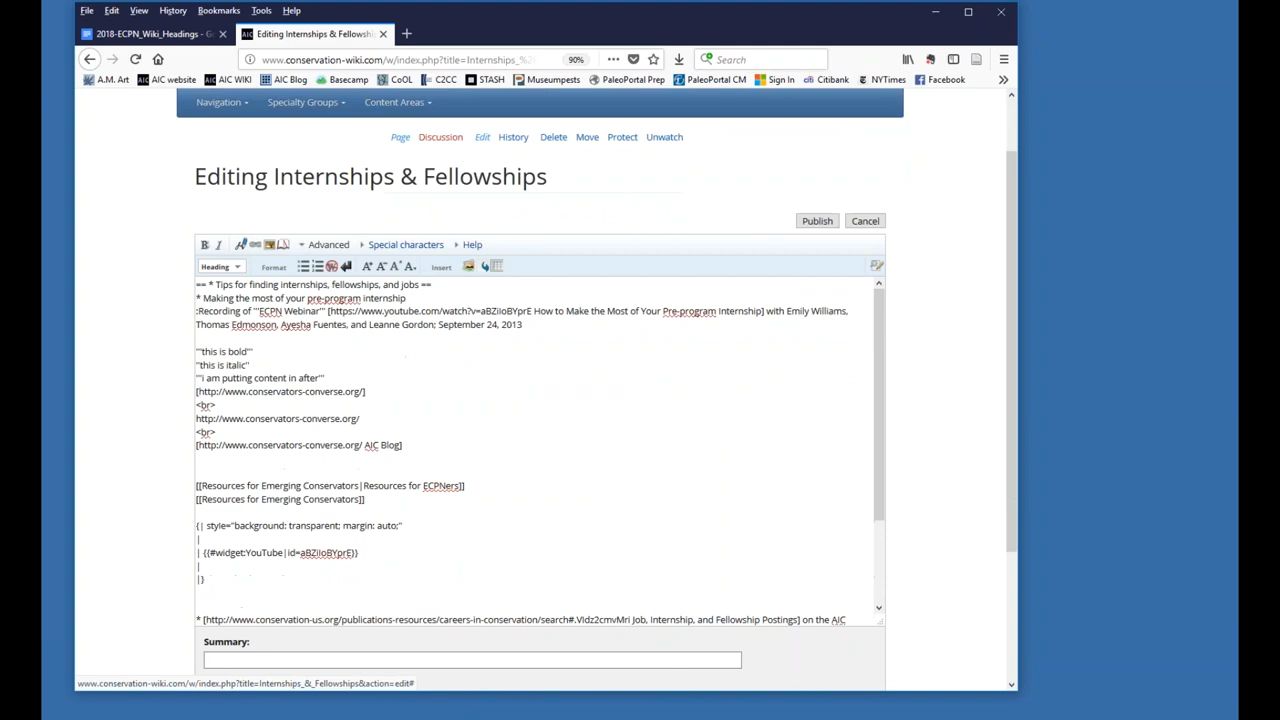 File Edit View History Bookmarks Tools Help
2018-ECPN_Wiki_Headings - G
Editing Internships & Fellowship
www.conservation-wiki.com/w/index.php?title=Internships_%2
90%
Search
A.M. Art AIC website AIC WIKI AIC Blog Basecamp CoOL C2CC STASH Museumpests PaleoPortal Prep PaleoPortal CM Sign In Citibank NYTimes Facebook
Navigation Specialty Groups Content Areas
Page Discussion Edit History Delete Move Protect Unwatch
Editing Internships & Fellowships
Publish Cancel
B I Advanced Special characters Help
Heading Format Insert
== * Tips for finding internships, fellowships, and jobs ==
* Making the most of your pre-program internship
:Recording of '''ECPN Webinar''' [https://www.youtube.com/watch?v=aBZiIoBYprE How to Make the Most of Your Pre-program Internship] with Emily Williams,
Thomas Edmonson, Ayesha Fuentes, and Leanne Gordon; September 24, 2013
'''this is bold'''
''this is italic''
'''i am putting content in after'''
[http://www.conservators-converse.org/]
<br>
http://www.conservators-converse.org/
<br>
[http://www.conservators-converse.org/ AIC Blog]
[[Resources for Emerging Conservators|Resources for ECPNers]]
[[Resources for Emerging Conservators]]
{| style="background: transparent; margin: auto;"
|
| {{#widget:YouTube|id=aBZiIoBYprE}}
|
|}
* [http://www.conservation-us.org/publications-resources/careers-in-conservation/search#.VIdz2cmvMri Job, Internship, and Fellowship Postings] on the AIC
Summary:
www.conservation-wiki.com/w/index.php?title=Internships_&_Fellowships&action=edit#